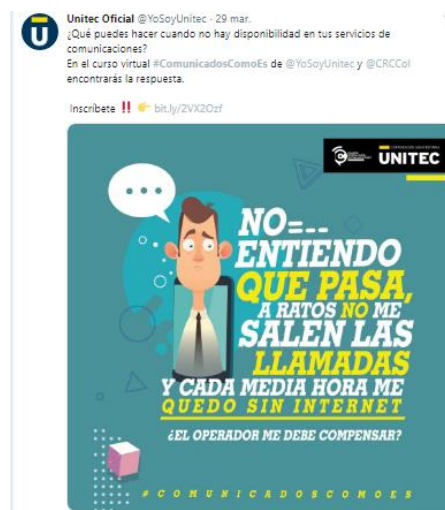 Unitec Oficial @YoSoyUnitec · 29 mar.
¿Qué puedes hacer cuando no hay disponibilidad en tus servicios de
comunicaciones?
En el curso virtual #ComunicadosComoEs de @YoSoyUnitec y @CRCCol
encontrarás la respuesta.
Inscríbete ‼️ 👉 bit.ly/2VX2Ozf
UNITEC
NO=--
ENTIENDO
QUE PASA,
A RATOS NO ME
SALEN LAS
LLAMADAS
Y CADA MEDIA HORA ME
QUEDO SIN INTERNET
¿EL OPERADOR ME DEBE COMPENSAR?
#COMUNICADOSCOMOES